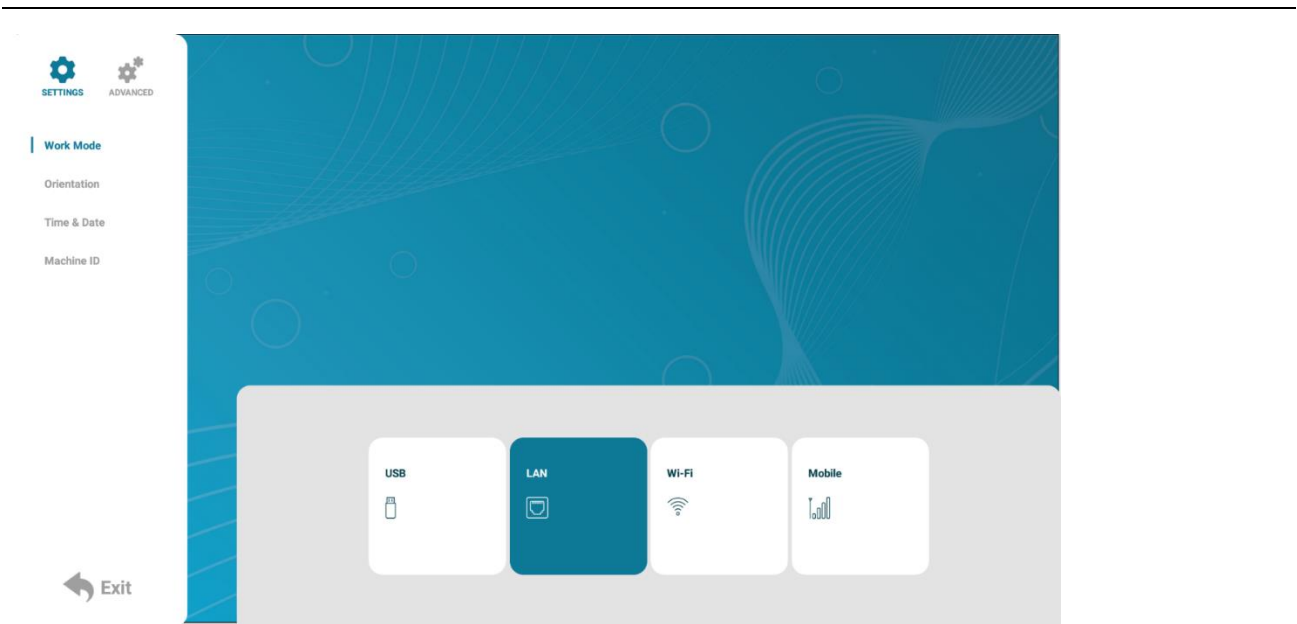 SETTINGS
ADVANCED
Work Mode
Orientation
Time & Date
Machine ID
USB
LAN
Wi-Fi
Mobile
Exit